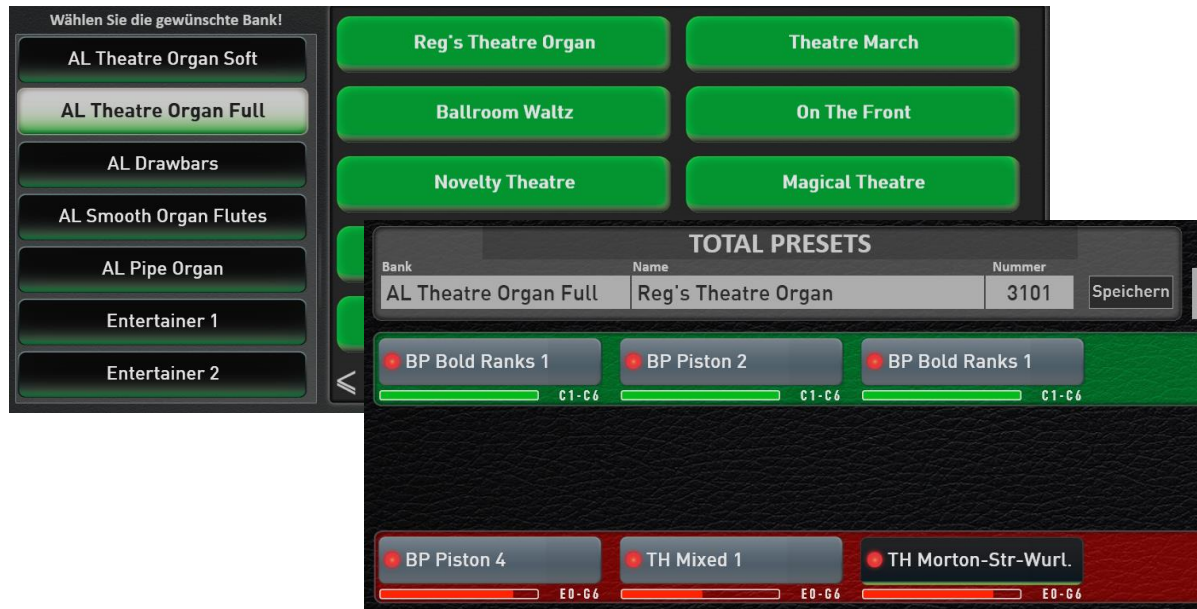 Wählen Sie die gewünschte Bank!
AL Theatre Organ Soft
AL Theatre Organ Full
AL Drawbars
AL Smooth Organ Flutes
AL Pipe Organ
Entertainer 1
Entertainer 2
Reg's Theatre Organ
Theatre March
Ballroom Waltz
On The Front
Novelty Theatre
Magical Theatre
TOTAL PRESETS
Bank Name Nummer
AL Theatre Organ Full Reg's Theatre Organ 3101 Speichern
BP Bold Ranks 1 BP Piston 2 BP Bold Ranks 1
C1-C6 C1-C6 C1-C6
BP Piston 4 TH Mixed 1 TH Morton-Str-Wurl.
E0-G6 E0-G6 E0-G6